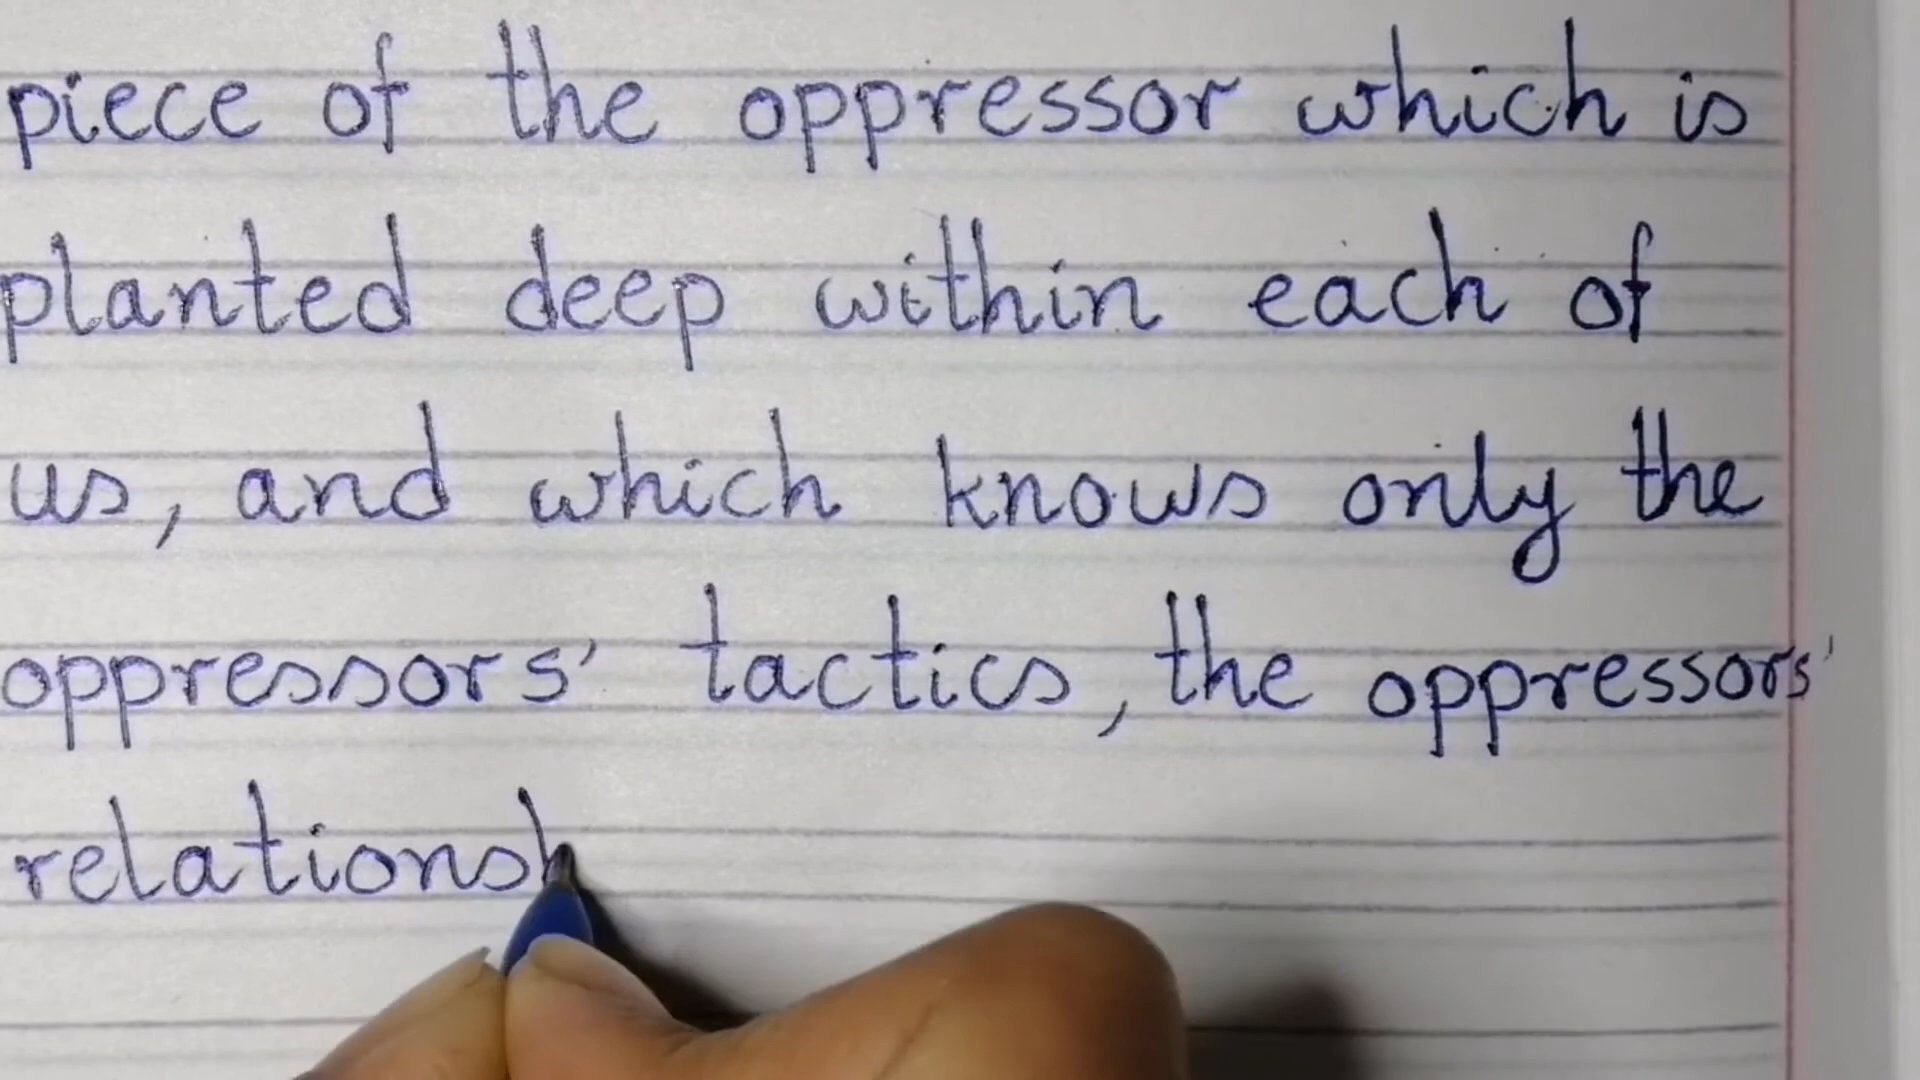 piece of the oppressor which is
planted deep within each of
us, and which knows only the
oppressors' tactics, the oppressors'
relationsh